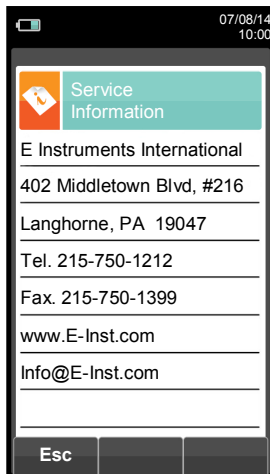 07/08/14
10:00
Service
Information
E Instruments International
402 Middletown Blvd, #216
Langhorne, PA 19047
Tel. 215-750-1212
Fax. 215-750-1399
www.E-Inst.com
Info@E-Inst.com
Esc